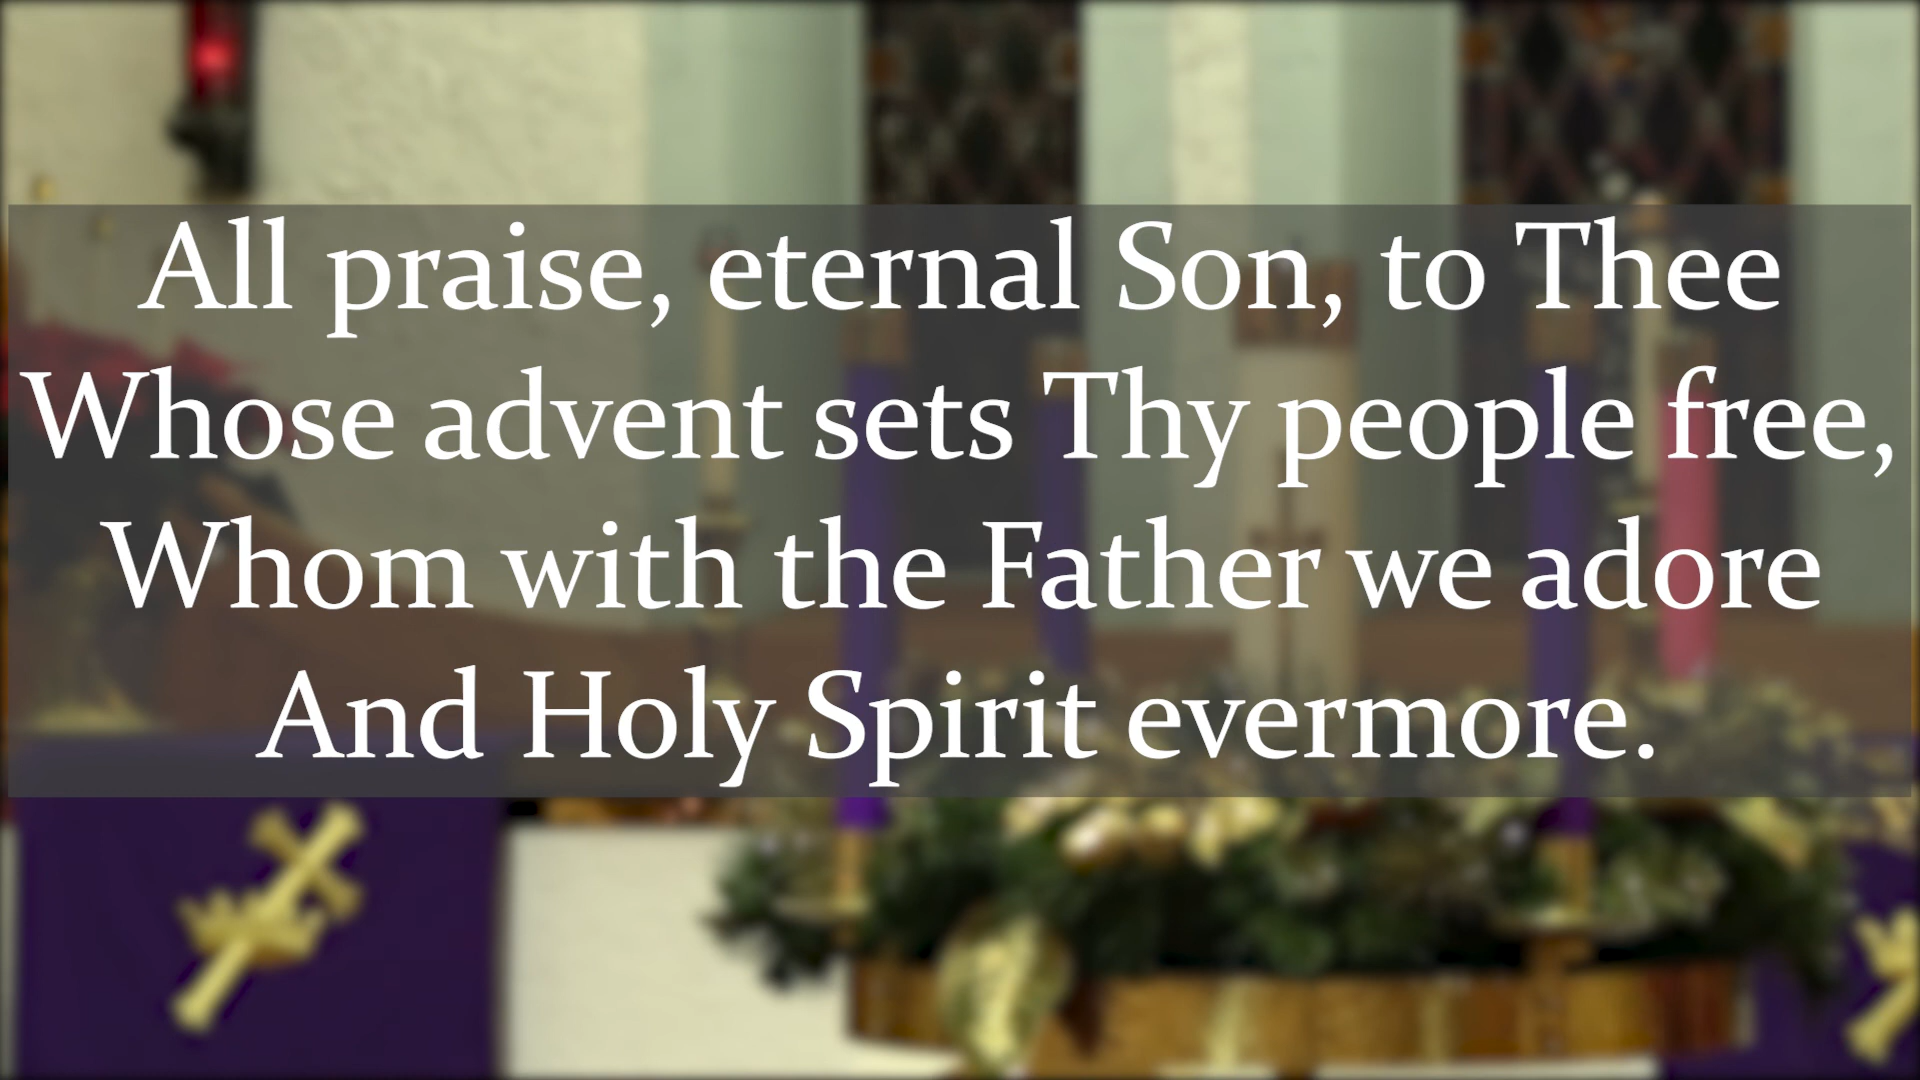 All praise, eternal Son, to Thee
Whose advent sets Thy people free,
Whom with the Father we adore
And Holy Spirit evermore.